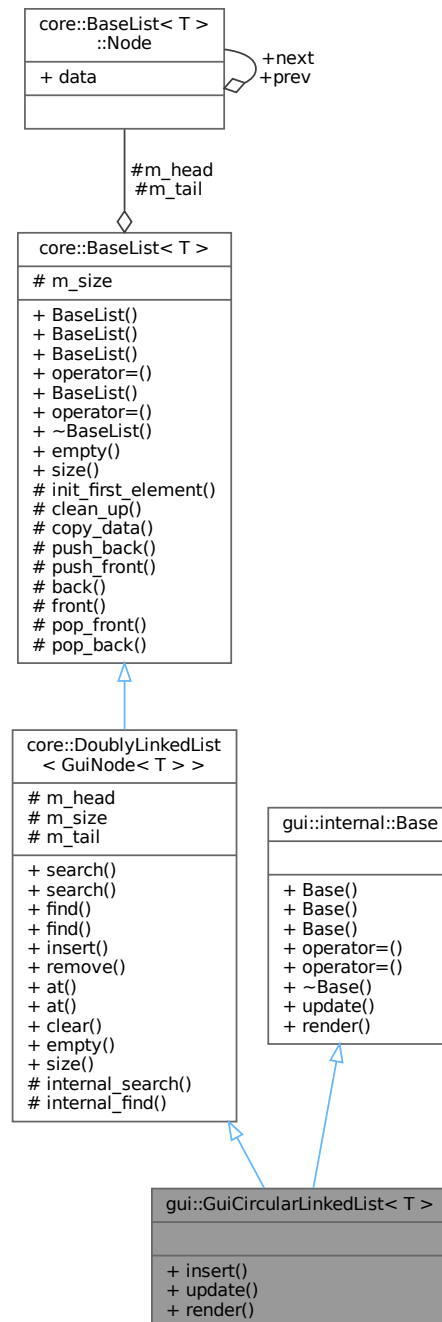 core::BaseList< T >
::Node
+ data
+next
+prev
#m_head
#m_tail
core::BaseList< T >
# m_size
+ BaseList()
+ BaseList()
+ BaseList()
+ operator=()
+ BaseList()
+ operator=()
+ ~BaseList()
+ empty()
+ size()
# init_first_element()
# clean_up()
# copy_data()
# push_back()
# push_front()
# back()
# front()
# pop_front()
# pop_back()
core::DoublyLinkedList
< GuiNode< T > >
# m_head
# m_size
# m_tail
+ search()
+ search()
+ find()
+ find()
+ insert()
+ remove()
+ at()
+ at()
+ clear()
+ empty()
+ size()
# internal_search()
# internal_find()
gui::internal::Base
+ Base()
+ Base()
+ Base()
+ operator=()
+ operator=()
+ ~Base()
+ update()
+ render()
gui::GuiCircularLinkedList< T >
+ insert()
+ update()
+ render()